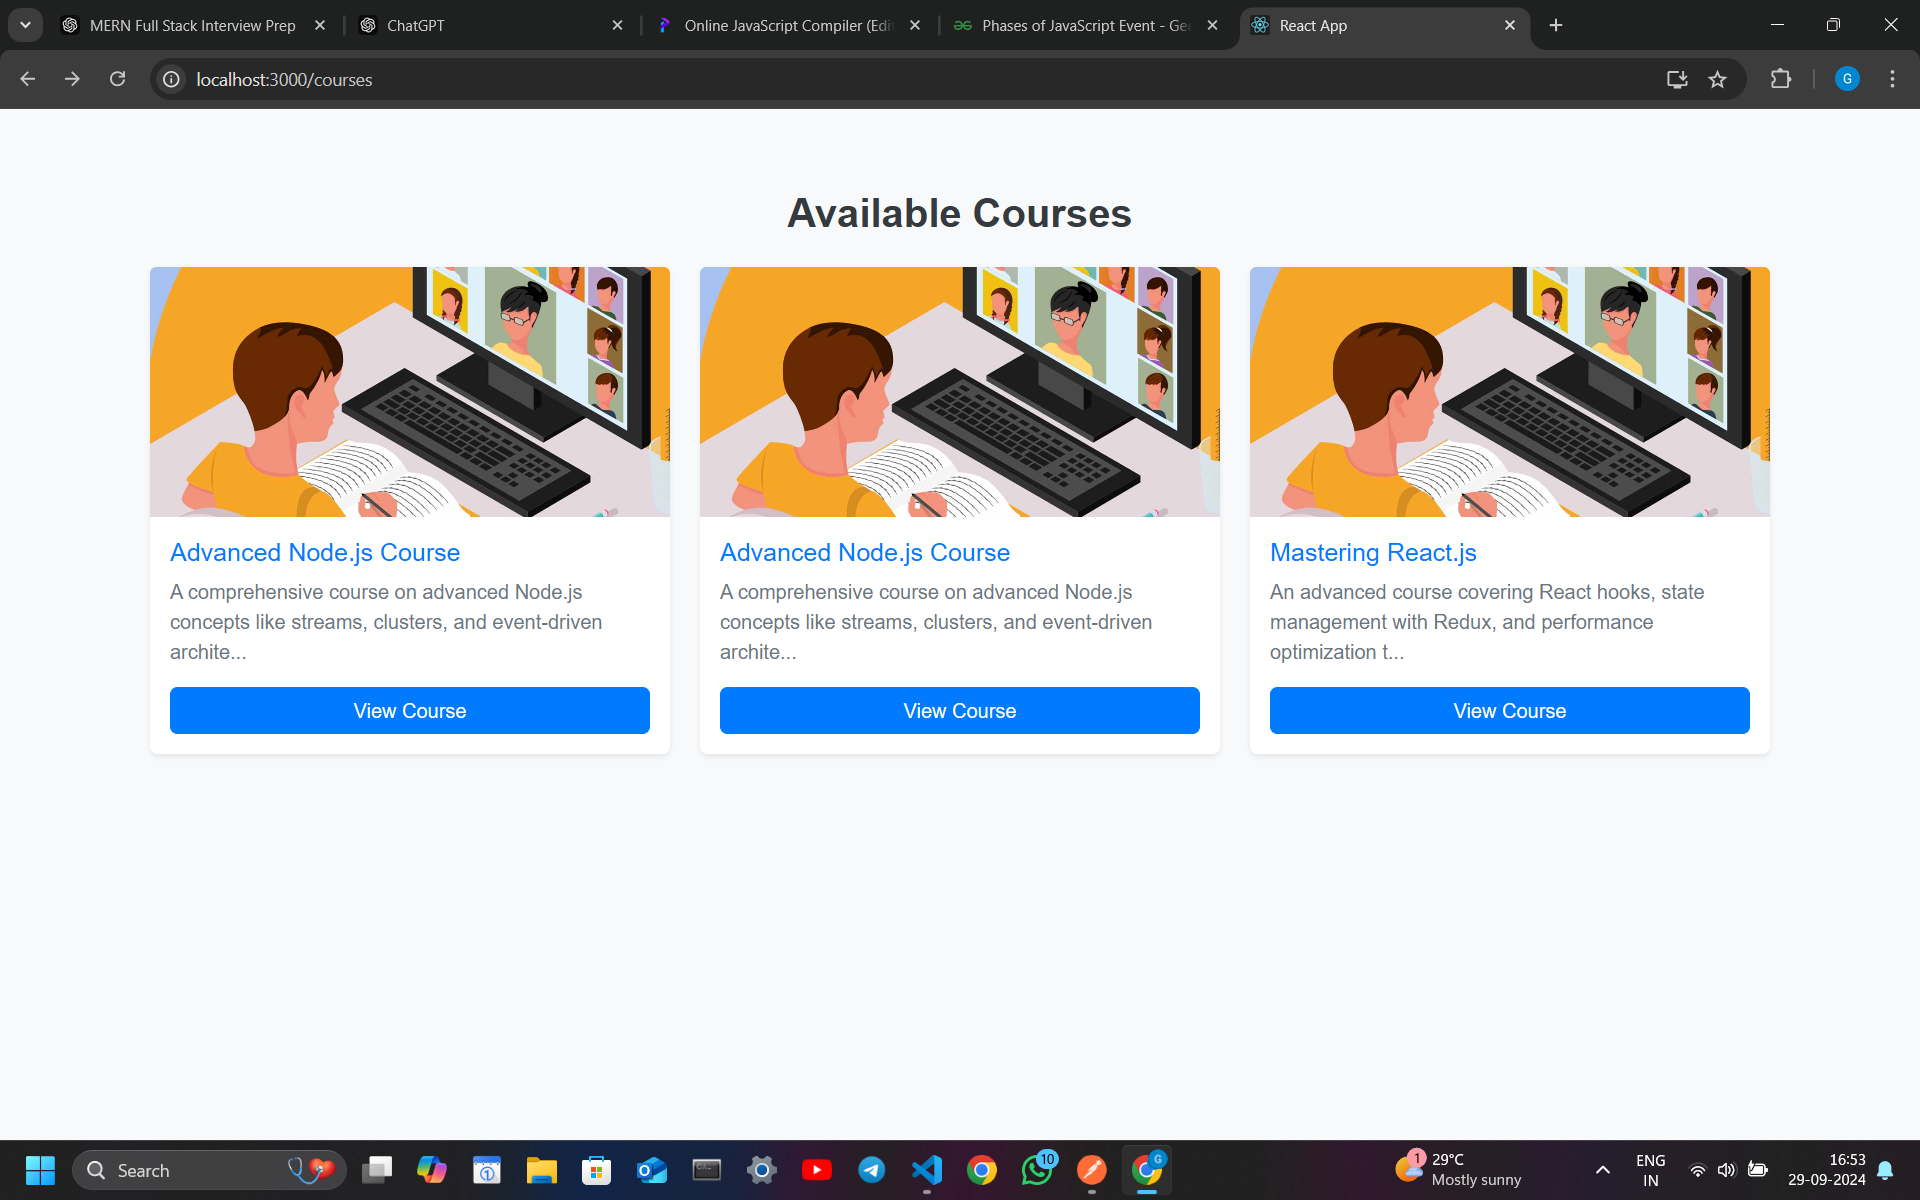 MERN Full Stack Interview Prep
ChatGPT
Online JavaScript Compiler (Edi
Phases of JavaScript Event - Gee
React App
localhost:3000/courses
G
Available Courses
Advanced Node.js Course
A comprehensive course on advanced Node.js
concepts like streams, clusters, and event-driven
archite...
View Course
Advanced Node.js Course
A comprehensive course on advanced Node.js
concepts like streams, clusters, and event-driven
archite...
View Course
Mastering React.js
An advanced course covering React hooks, state
management with Redux, and performance
optimization t...
View Course
Search
1
10
G
1
29°C
Mostly sunny
ENG
IN
16:53
29-09-2024